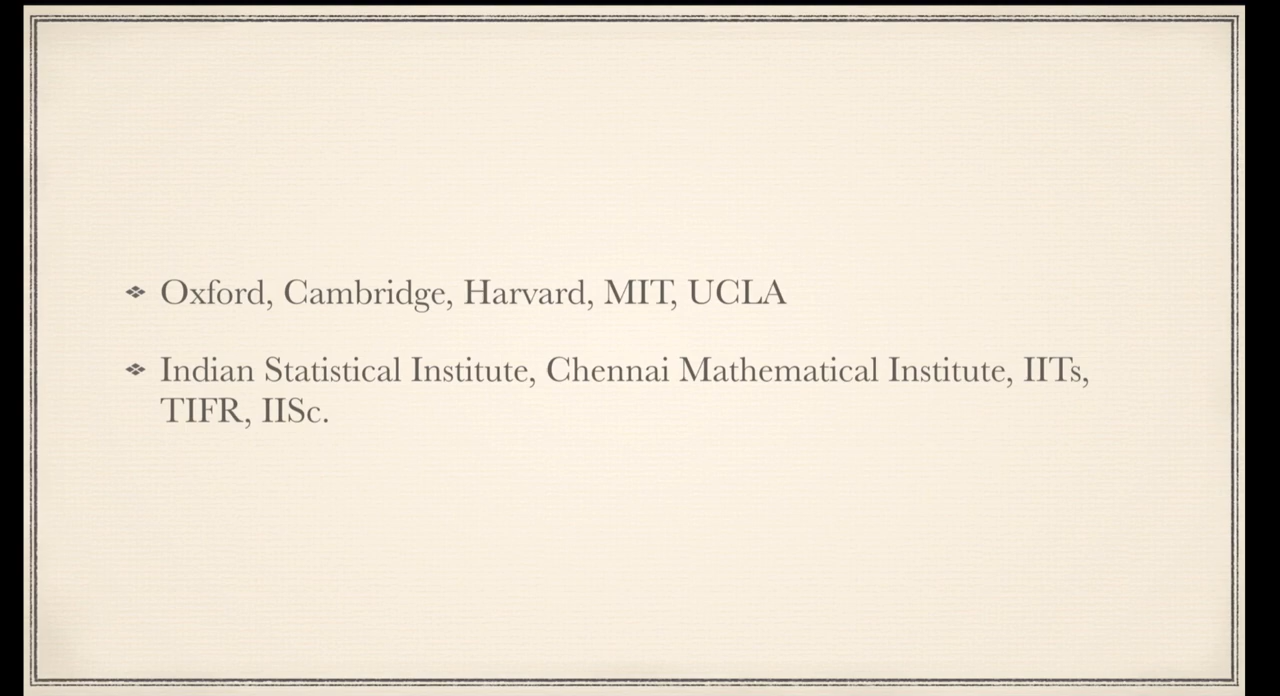 Oxford, Cambridge, Harvard, MIT, UCLA
Indian Statistical Institute, Chennai Mathematical Institute, IITs,
TIFR, IISc.